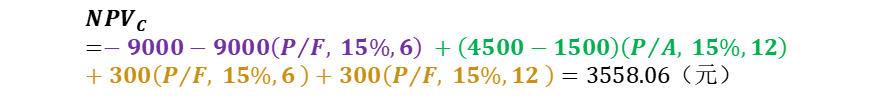 NPV_C
=− 9000 − 9000(P/F, 15%, 6) + (4500 − 1500)(P/A, 15%, 12)
+ 300(P/F, 15%, 6 ) + 300(P/F, 15%, 12 ) = 3558.06（元）